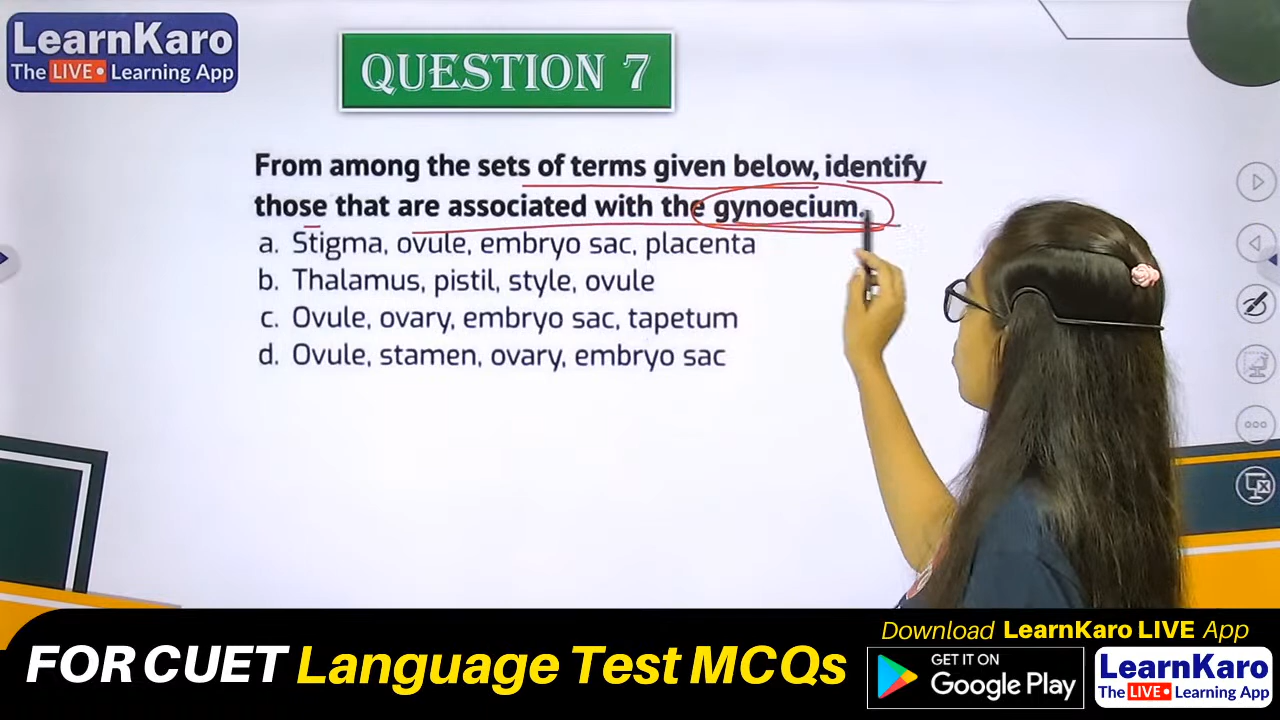 LearnKaro
The LIVE Learning App
QUESTION 7
From among the sets of terms given below, identify
those that are associated with the gynoecium.
a. Stigma, ovule, embryo sac, placenta
b. Thalamus, pistil, style, ovule
c. Ovule, ovary, embryo sac, tapetum
d. Ovule, stamen, ovary, embryo sac
FOR CUET Language Test MCQs
Download LearnKaro LIVE App
GET IT ON
Google Play
LearnKaro
The LIVE Learning App